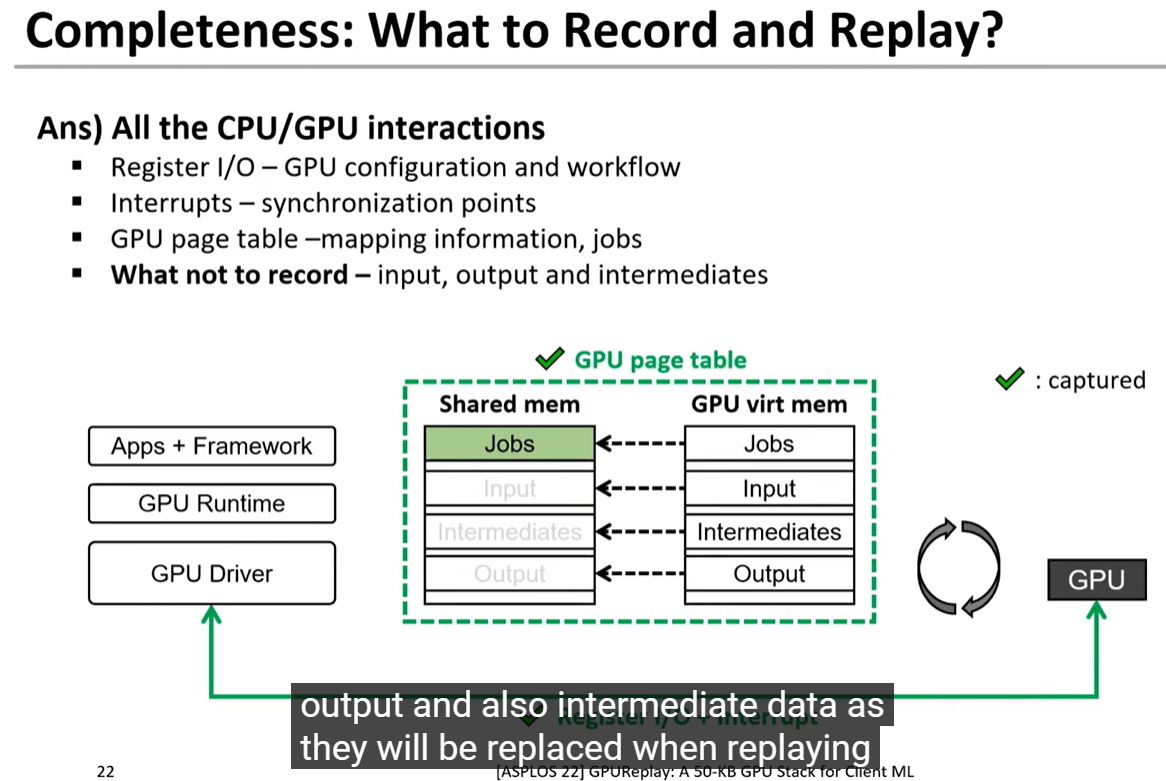 Completeness: What to Record and Replay?
Ans) All the CPU/GPU interactions
▪ Register I/O – GPU configuration and workflow
▪ Interrupts – synchronization points
▪ GPU page table –mapping information, jobs
▪ What not to record – input, output and intermediates
GPU page table
: captured
Shared mem
GPU virt mem
Apps + Framework
GPU Runtime
GPU Driver
Jobs
Input
Intermediates
Output
Jobs
Input
Intermediates
Output
GPU
Register I/O + Interrupt
output and also intermediate data as
they will be replaced when replaying
22
[ASPLOS 22] GPUReplay: A 50-KB GPU Stack for Client ML